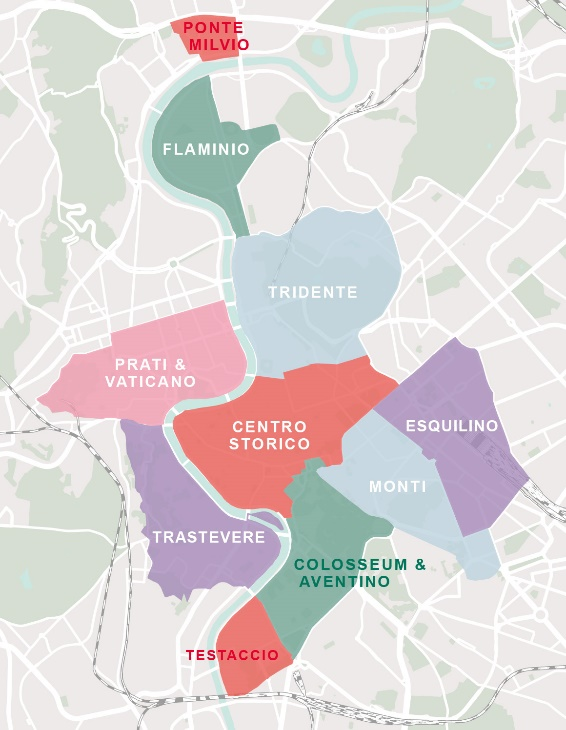 PONTE
MILVIO
FLAMINIO
TRIDENTE
PRATI &
VATICANO
CENTRO
STORICO
ESQUILINO
MONTI
TRASTEVERE
COLOSSEUM &
AVENTINO
TESTACCIO